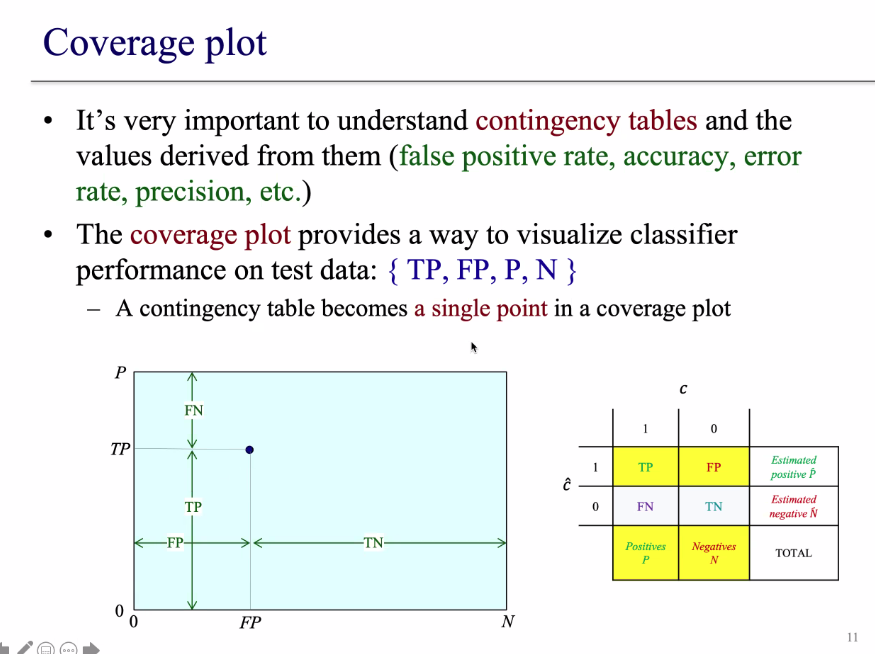 Coverage plot
• It's very important to understand contingency tables and the
values derived from them (false positive rate, accuracy, error
rate, precision, etc.)
• The coverage plot provides a way to visualize classifier
performance on test data: { TP, FP, P, N }
– A contingency table becomes a single point in a coverage plot
P
FN
TP
TP
FP
TN
0
0
FP
N
c
1
0
ĉ
1
TP
FP
Estimated
positive P̂
0
FN
TN
Estimated
negative N̂
Positives
P
Negatives
N
TOTAL
11